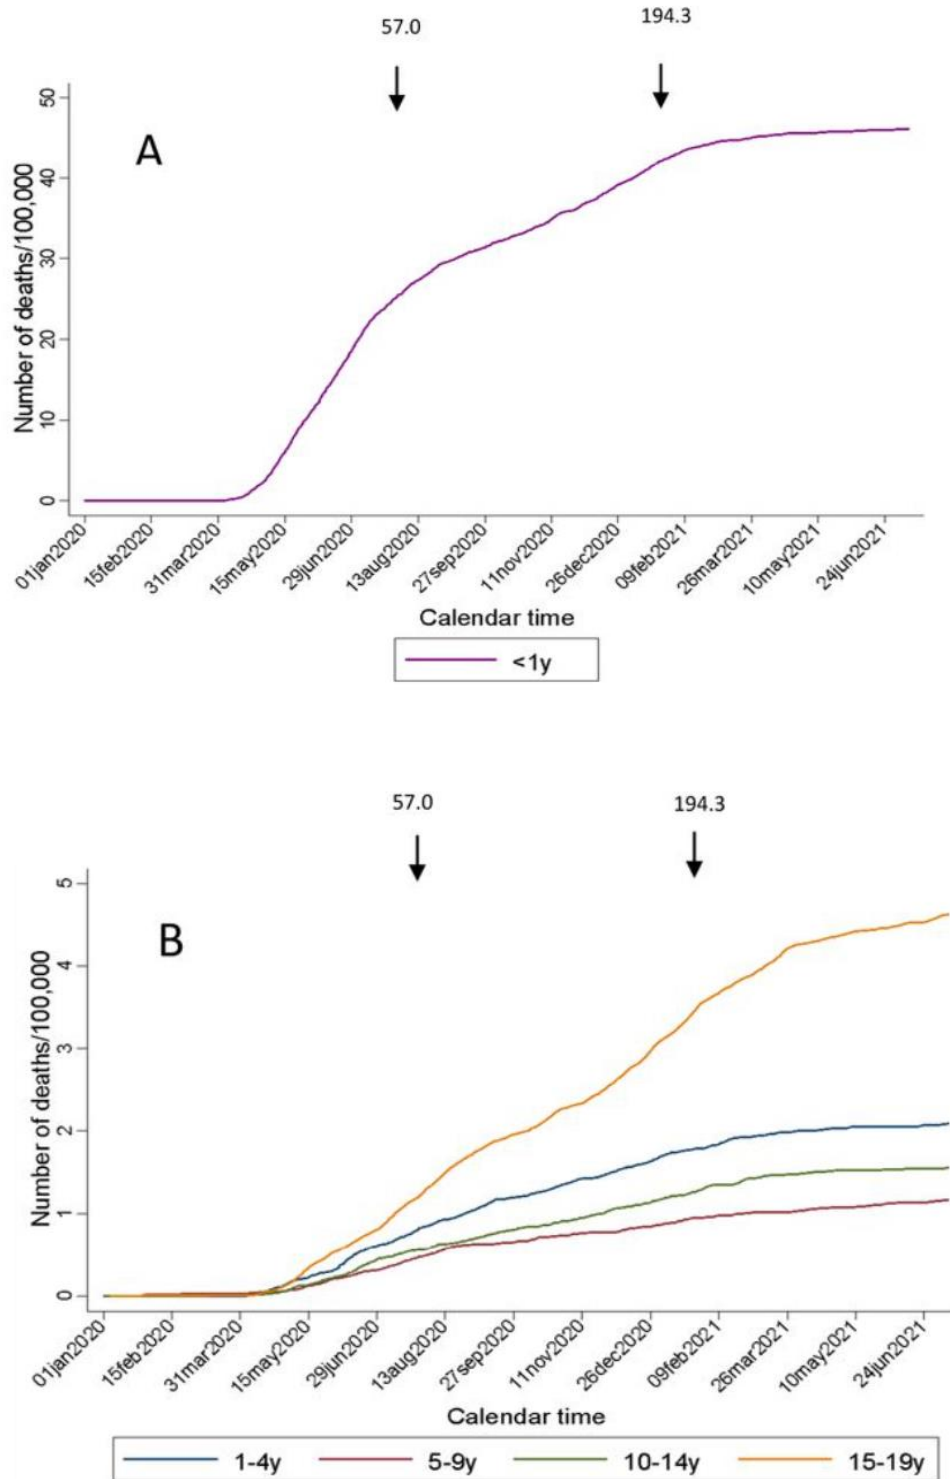 57.0
194.3
A
Number of deaths/100,000
50
40
30
20
10
0
01jan2020
15feb2020
31mar2020
15may2020
29jun2020
13aug2020
27sep2020
11nov2020
26dec2020
09feb2021
26mar2021
10may2021
24jun2021
Calendar time
<1y
57.0
194.3
B
Number of deaths/100,000
5
4
3
2
1
0
01jan2020
15feb2020
31mar2020
15may2020
29jun2020
13aug2020
27sep2020
11nov2020
26dec2020
09feb2021
26mar2021
10may2021
24jun2021
Calendar time
1-4y 5-9y 10-14y 15-19y